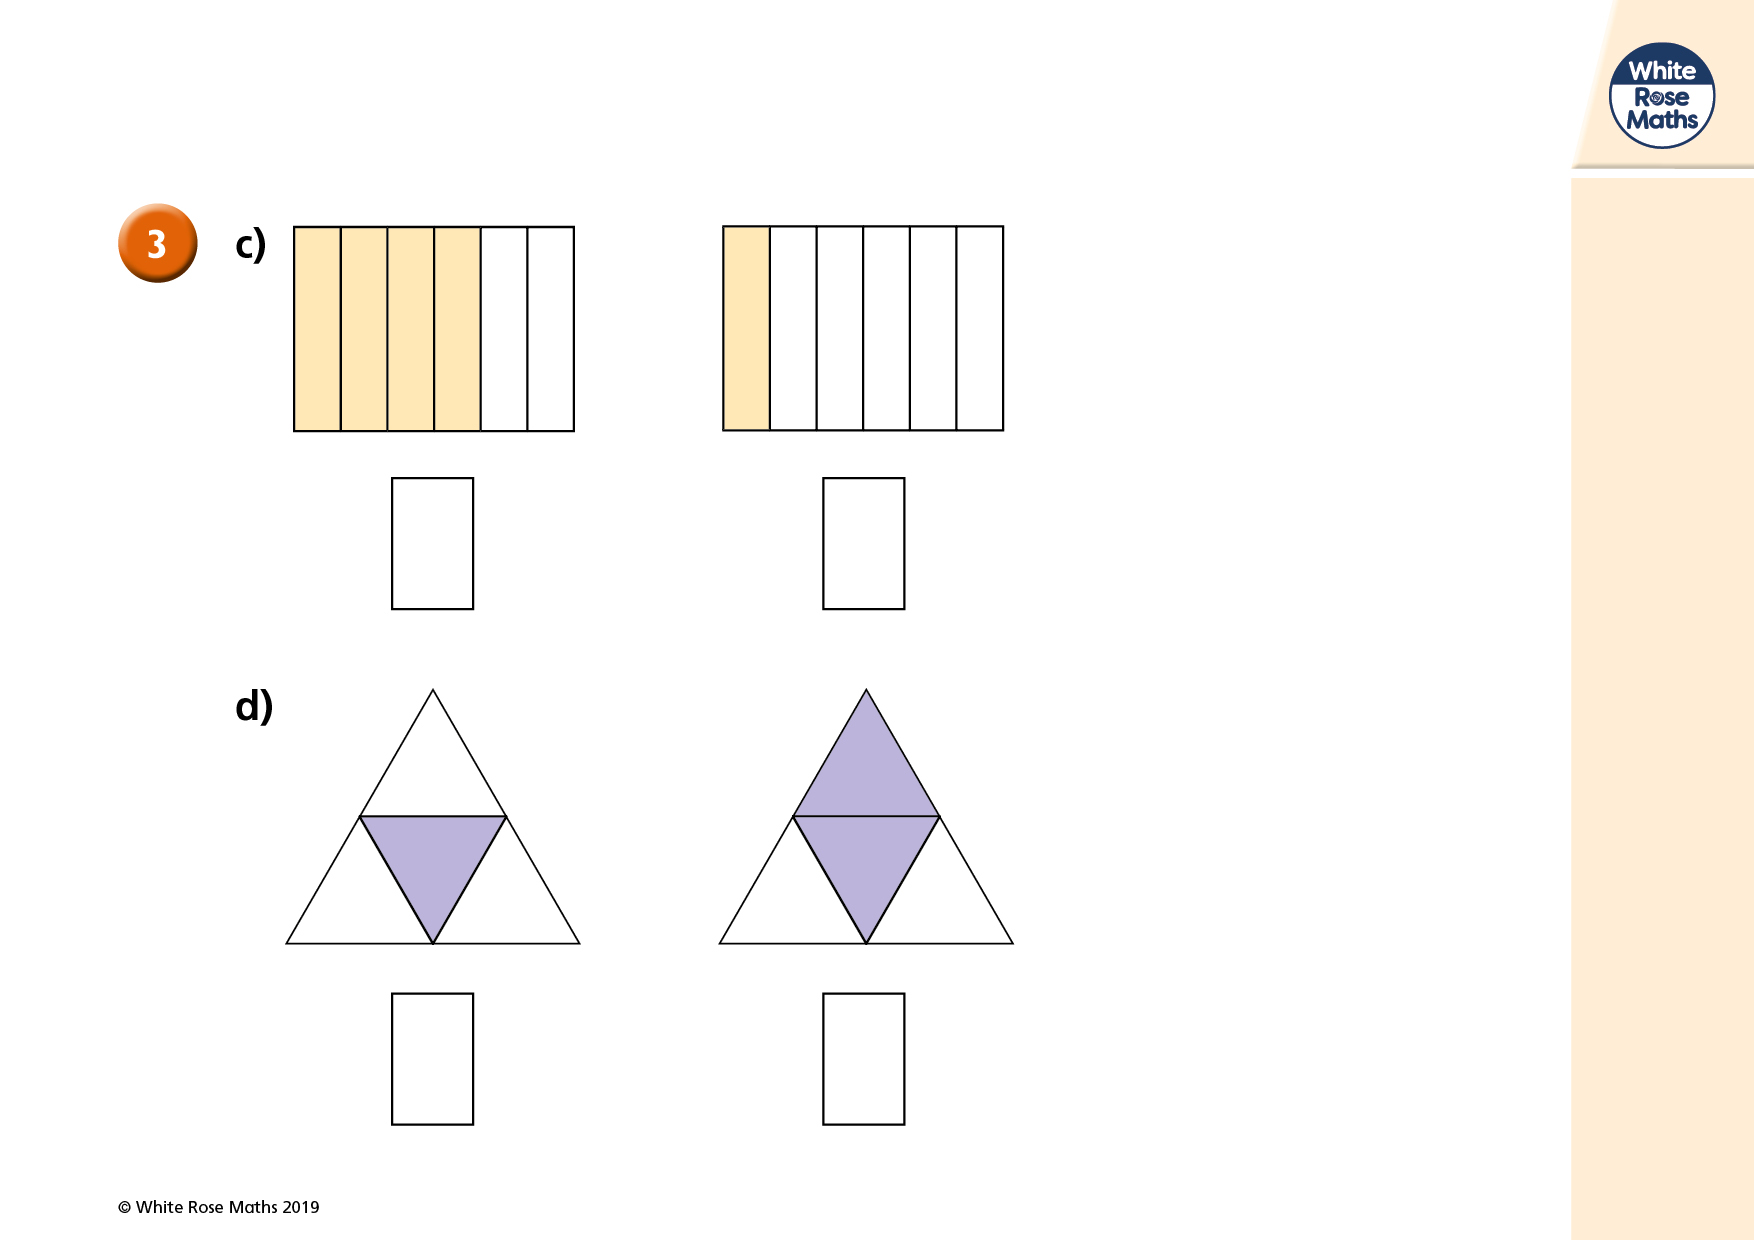 White
Rose
Maths
3 c)
d)
© White Rose Maths 2019